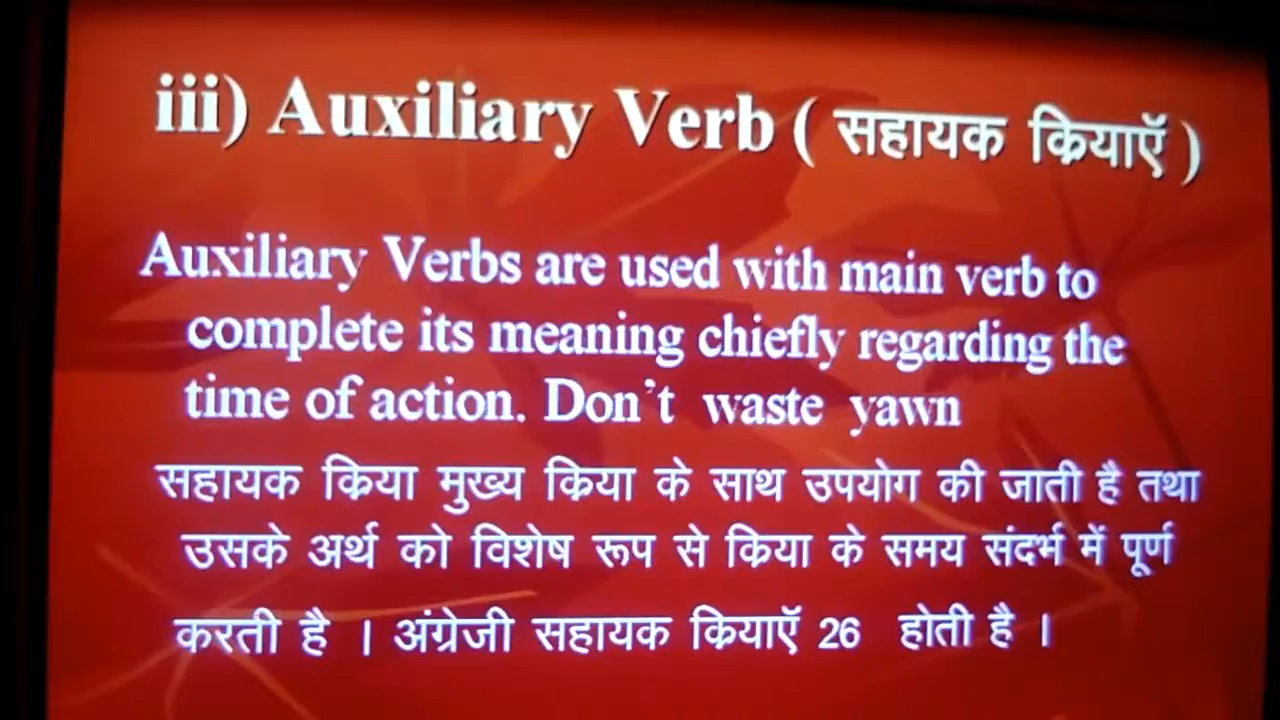 iii) Auxiliary Verb ( सहायक क्रियाऍ )
Auxiliary Verbs are used with main verb to
complete its meaning chiefly regarding the
time of action. Don't waste yawn
सहायक क्रिया मुख्य क्रिया के साथ उपयोग की जाती है तथा
उसके अर्थ को विशेष रूप से क्रिया के समय संदर्भ में पूर्ण
करती है । अंग्रेजी सहायक क्रियाऍ 26 होती है ।